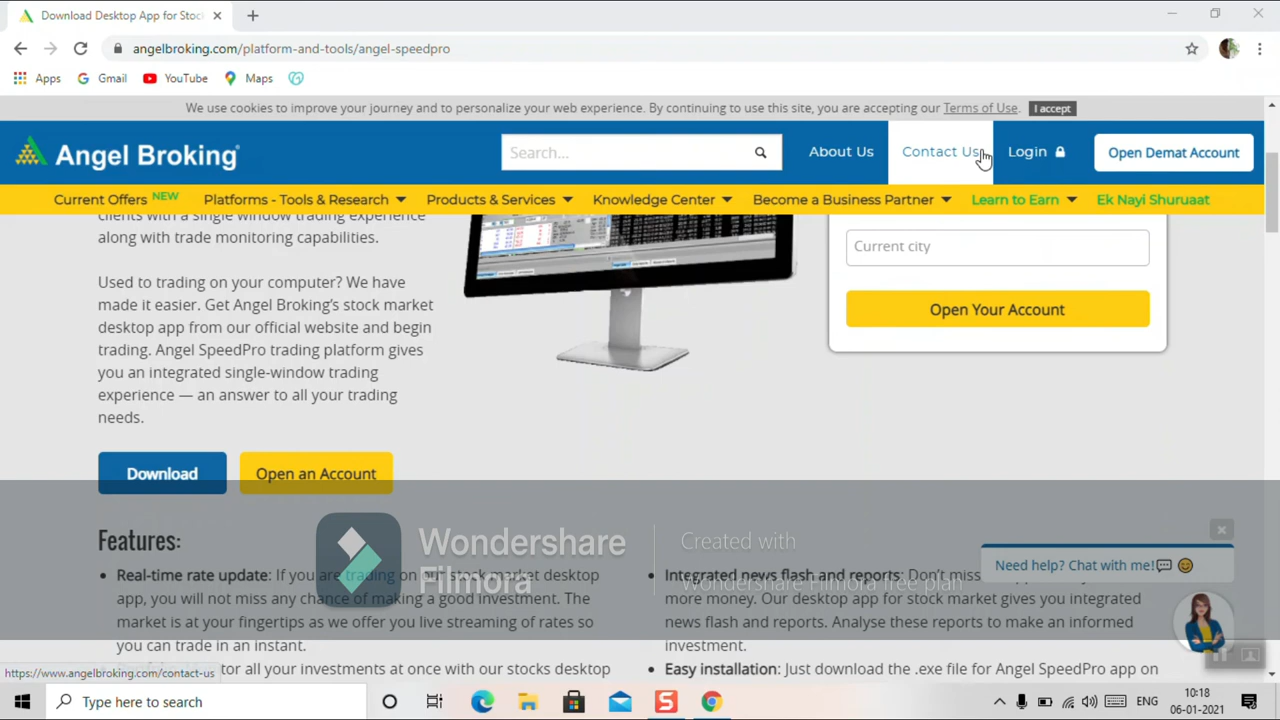 Download Desktop App for Stock
angelbroking.com/platform-and-tools/angel-speedpro
Apps Gmail YouTube Maps
We use cookies to improve your journey and to personalize your web experience. By continuing to use this site, you are accepting our Terms of Use. I accept
Angel Broking
Search...
About Us
Contact Us
Login
Open Demat Account
Current Offers NEW
Platforms - Tools & Research
Products & Services
Knowledge Center
Become a Business Partner
Learn to Earn
Ek Nayi Shuruaat
clients with a single window trading experience
along with trade monitoring capabilities.
Used to trading on your computer? We have
made it easier. Get Angel Broking's stock market
desktop app from our official website and begin
trading. Angel SpeedPro trading platform gives
you an integrated single-window trading
experience — an answer to all your trading
needs.
Current city
Open Your Account
Download
Open an Account
Wondershare
Filmora
Created with
Wondershare Filmora free plan
Features:
Real-time rate update: If you are trading on our stock market desktop
app, you will not miss any chance of making a good investment. The
market is at your fingertips as we offer you live streaming of rates so
you can trade in an instant.
tor all your investments at once with our stocks desktop
Integrated news flash and reports: Don't miss
more money. Our desktop app for stock market gives you integrated
news flash and reports. Analyse these reports to make an informed
investment.
Easy installation: Just download the .exe file for Angel SpeedPro app on
Need help? Chat with me!
https://www.angelbroking.com/contact-us
Type here to search
ENG
10:18
06-01-2021